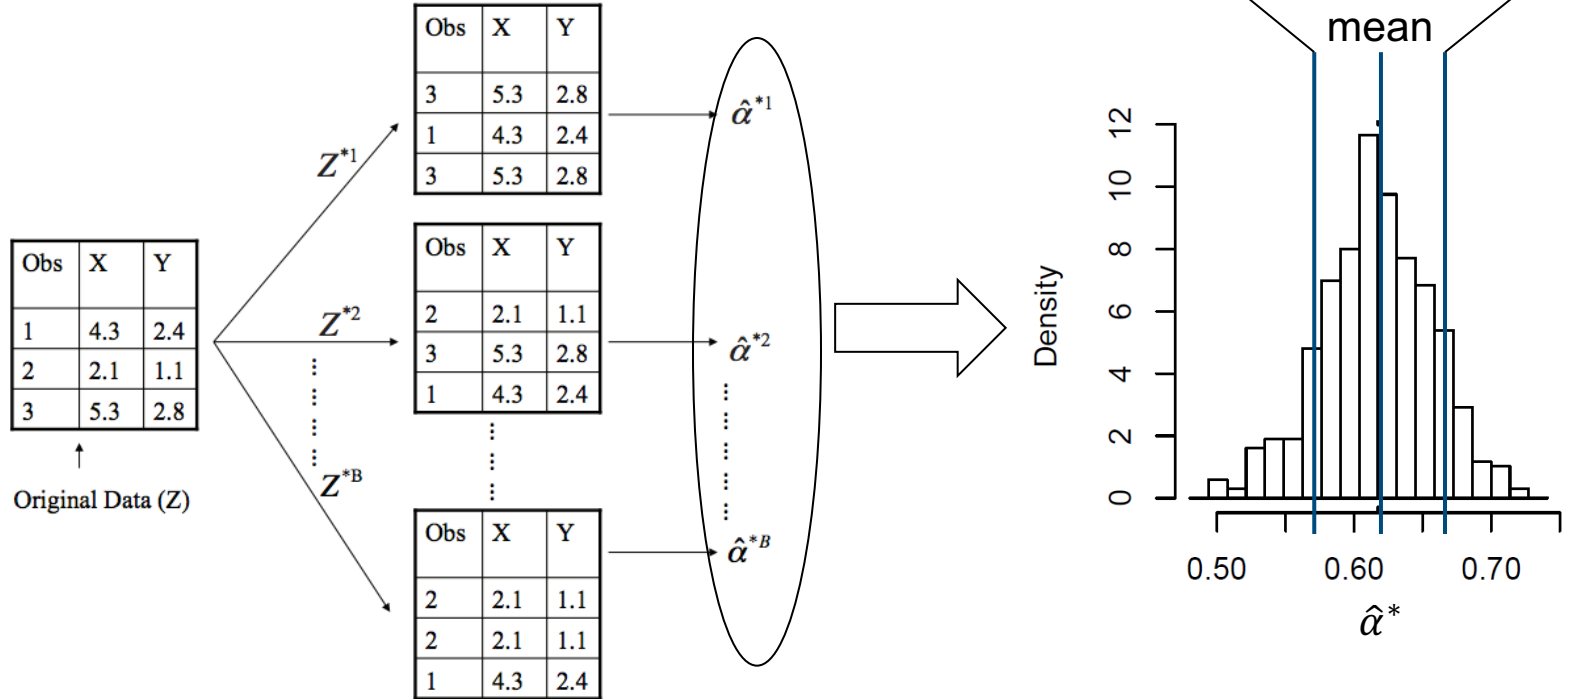 Obs X Y
1 4.3 2.4
2 2.1 1.1
3 5.3 2.8
Original Data (Z)
Z*1
Z*2
Z*B
Obs X Y
3 5.3 2.8
1 4.3 2.4
3 5.3 2.8
Obs X Y
2 2.1 1.1
3 5.3 2.8
1 4.3 2.4
Obs X Y
2 2.1 1.1
2 2.1 1.1
1 4.3 2.4
α̂*1
α̂*2
α̂*B
mean
Density
12
10
8
6
4
2
0
0.50 0.60 0.70
α̂*